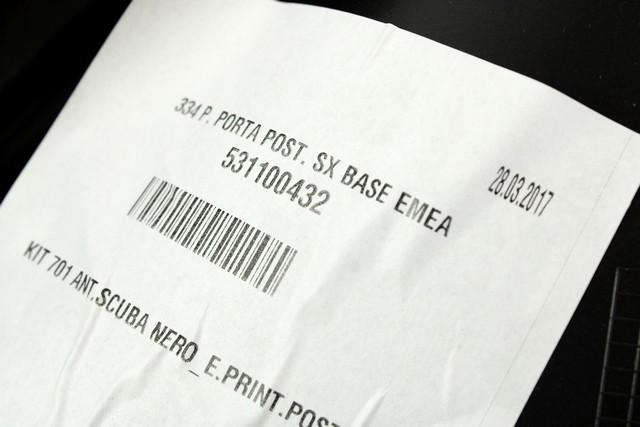 334 P. PORTA POST. SX BASE EMEA
28.03.2017
531100432
KIT 701 ANT.SCUBA NERO_E.PRINT.POST